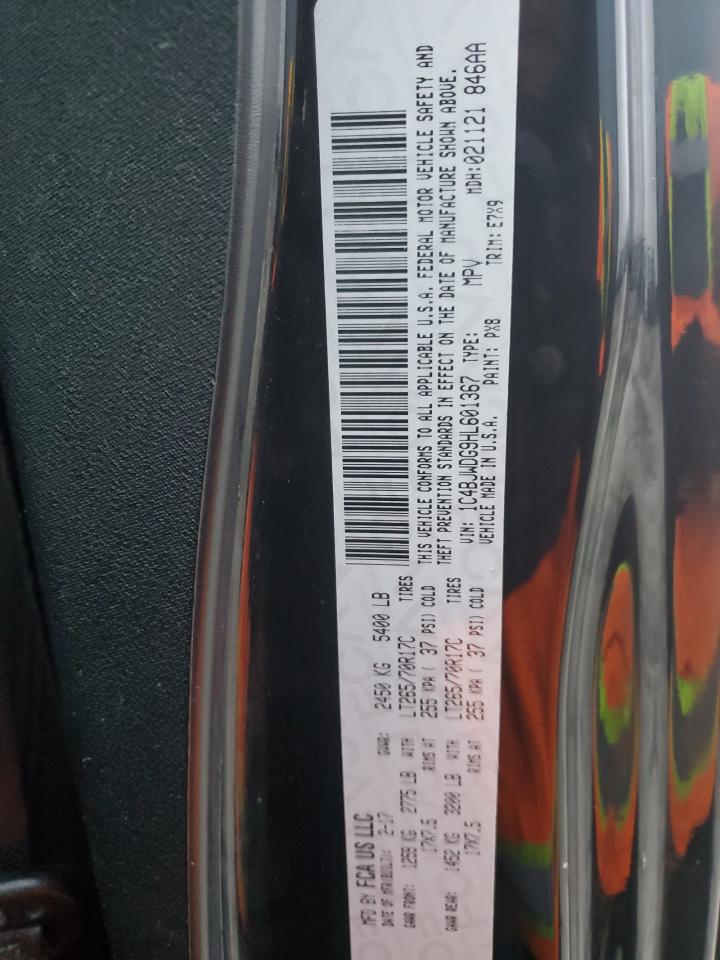 MFD BY FCA US LLC
DATE OF MFR(BUILD): 2-17 GVWR: 2450 KG 5400 LB
GAWR FRONT: 1259 KG 2775 LB WITH LT265/70R17C TIRES
17X7.5 RIMS AT 255 KPA ( 37 PSI) COLD
GAWR REAR: 1452 KG 3200 LB WITH LT265/70R17C TIRES
17X7.5 RIMS AT 255 KPA ( 37 PSI) COLD
THIS VEHICLE CONFORMS TO ALL APPLICABLE U.S.A. FEDERAL MOTOR VEHICLE SAFETY AND
THEFT PREVENTION STANDARDS IN EFFECT ON THE DATE OF MANUFACTURE SHOWN ABOVE.
VIN: 1C4BJWDG9HL601367 TYPE: MPV MDH:021121 846AA
VEHICLE MADE IN U.S.A. PAINT: PX8 TRIM: E7X9